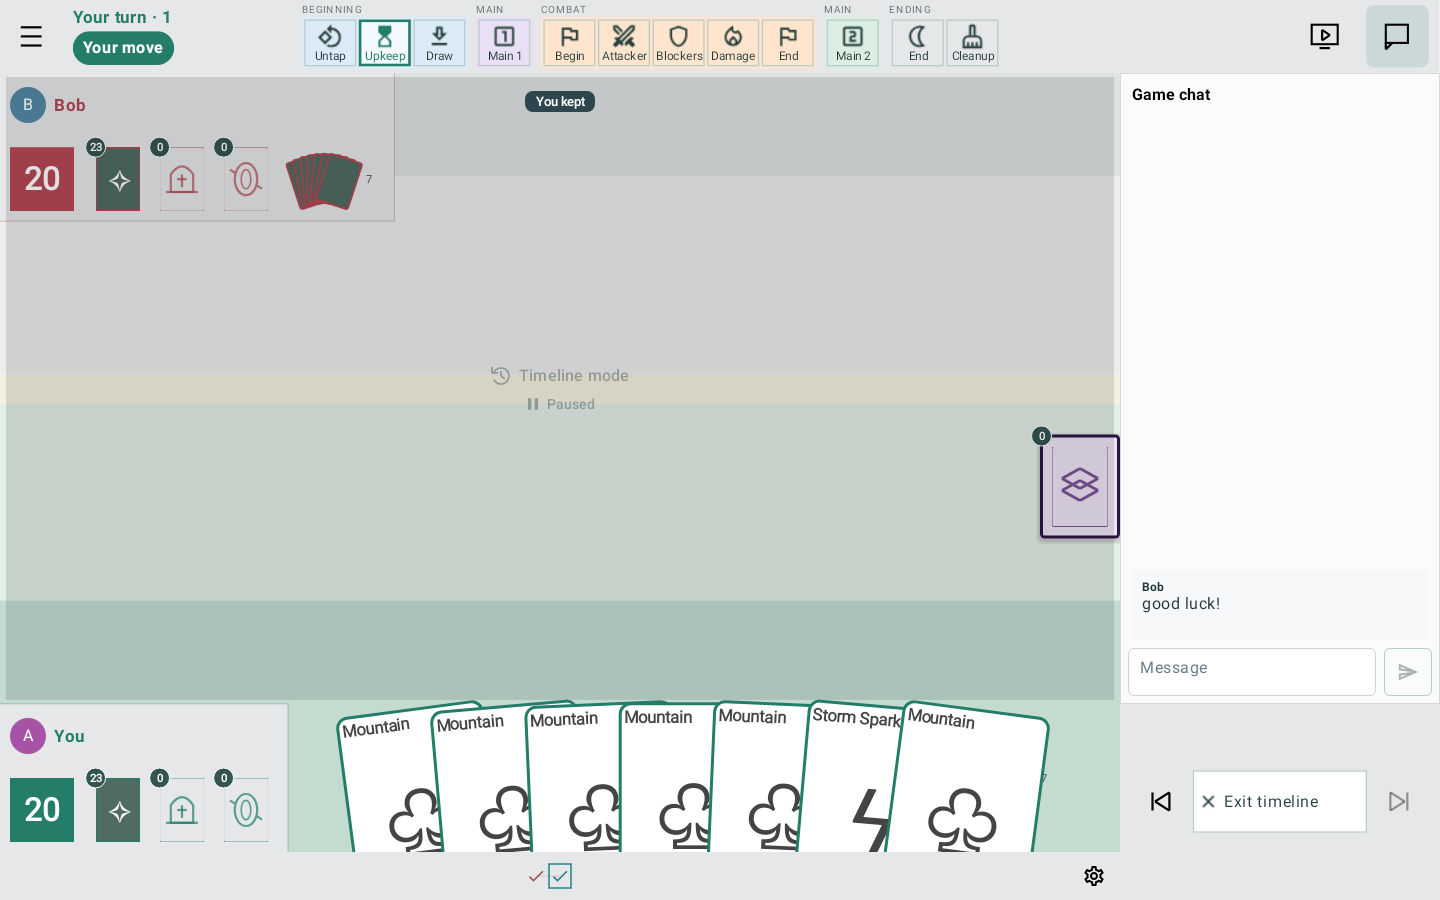 Your turn · 1
Your move
BEGINNING
MAIN
COMBAT
MAIN
ENDING
Untap
Upkeep
Draw
1
Main 1
Begin
Attacker
Blockers
Damage
End
2
Main 2
End
Cleanup
B
Bob
20
23
0
0
7
You kept
Game chat
Timeline mode
Paused
0
Bob
good luck!
Message
A
You
20
23
0
0
Mountain
Mountain
Mountain
Mountain
Mountain
Storm Spark
Mountain
7
Exit timeline